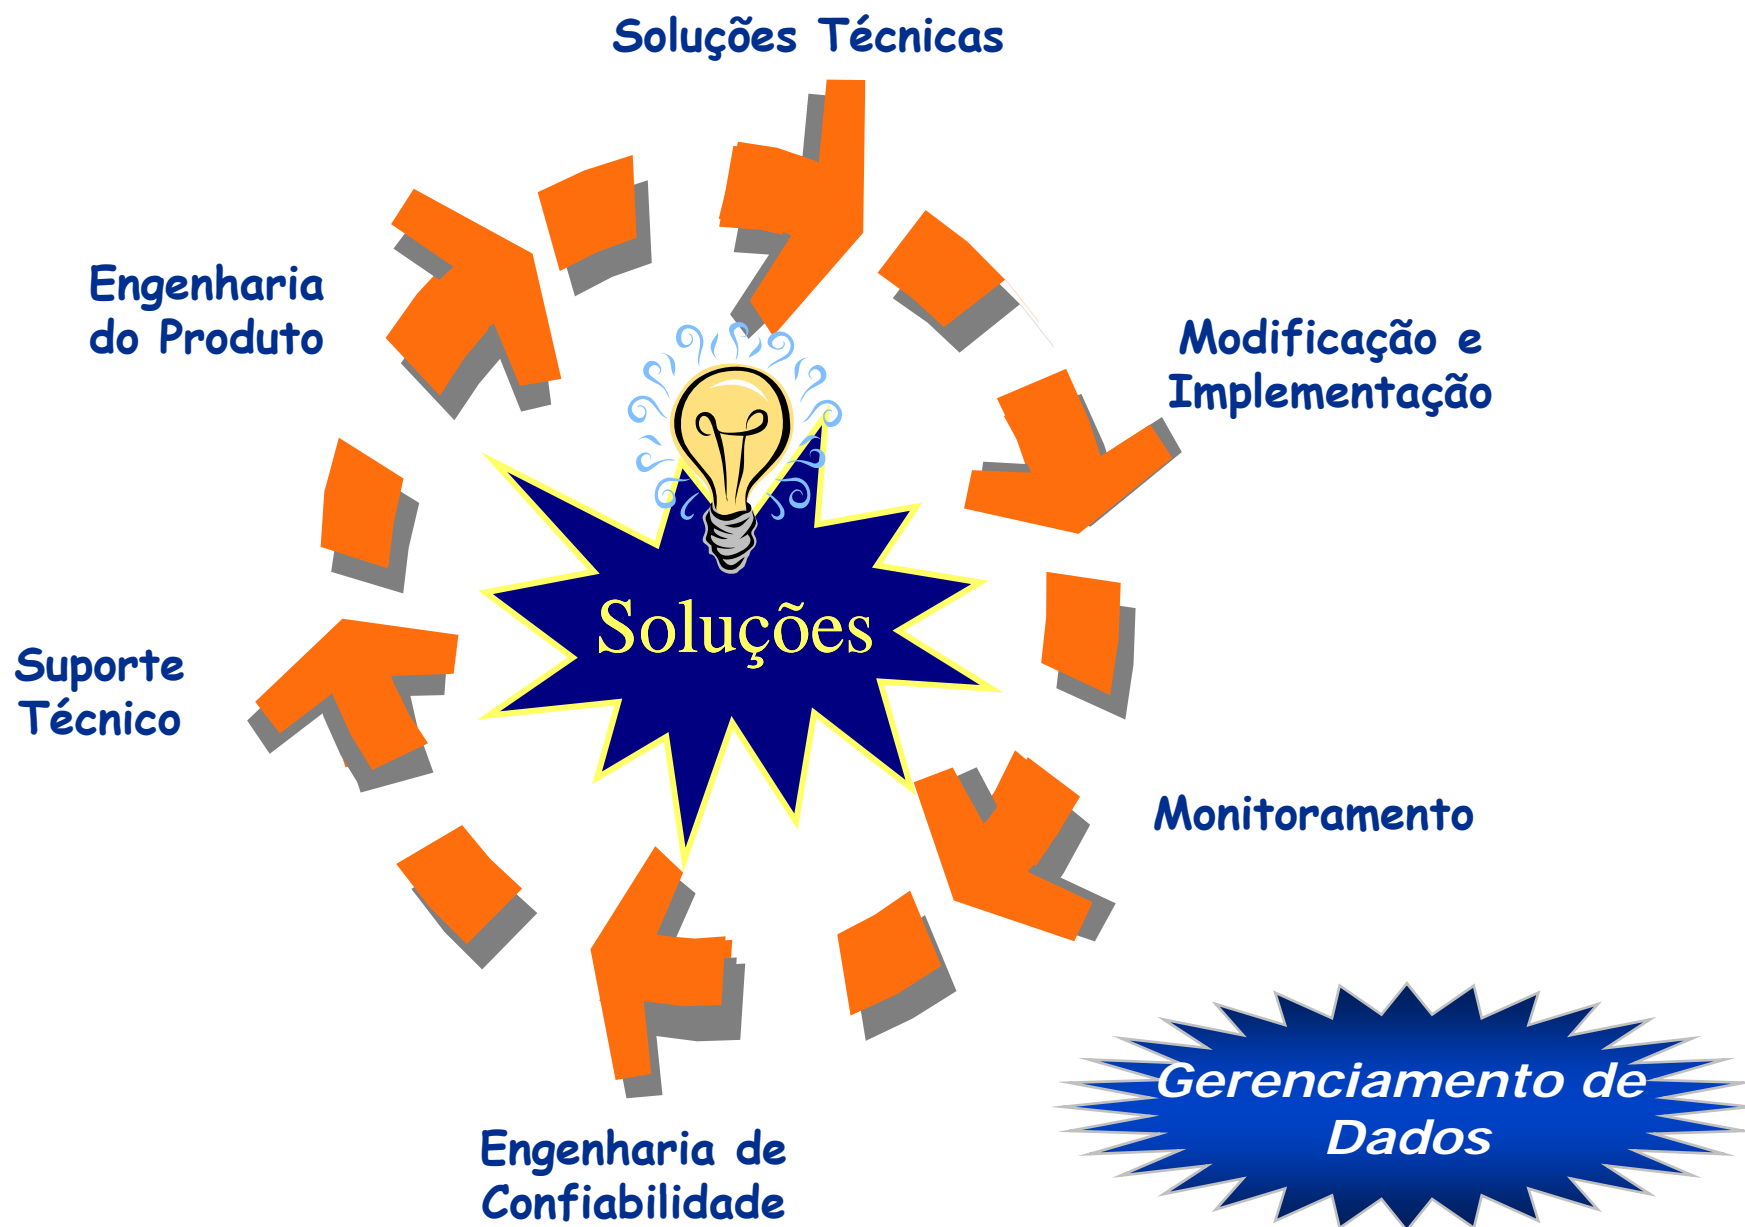 Soluções Técnicas
Engenharia
do Produto
Modificação e
Implementação
Soluções
Suporte
Técnico
Monitoramento
Gerenciamento de
Dados
Engenharia de
Confiabilidade